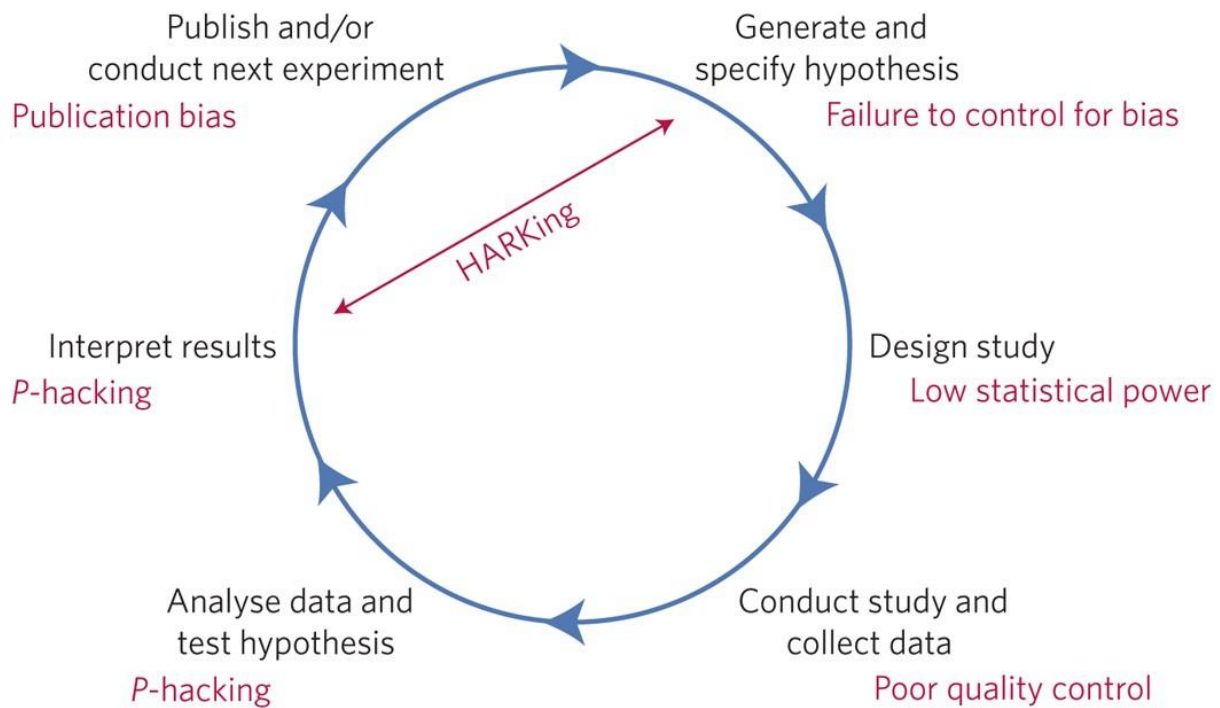 Publish and/or
conduct next experiment
Publication bias
Generate and
specify hypothesis
Failure to control for bias
HARKing
Interpret results
P-hacking
Design study
Low statistical power
Analyse data and
test hypothesis
P-hacking
Conduct study and
collect data
Poor quality control